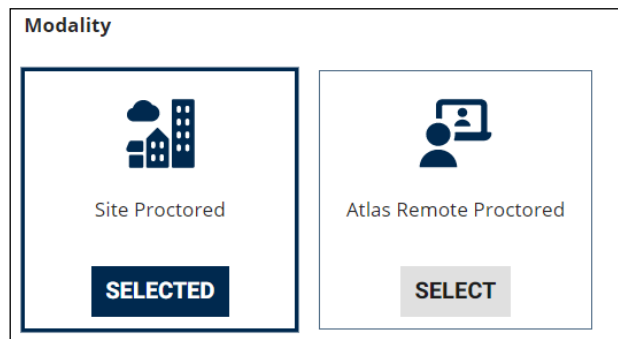 Modality
Site Proctored
Atlas Remote Proctored
SELECTED
SELECT